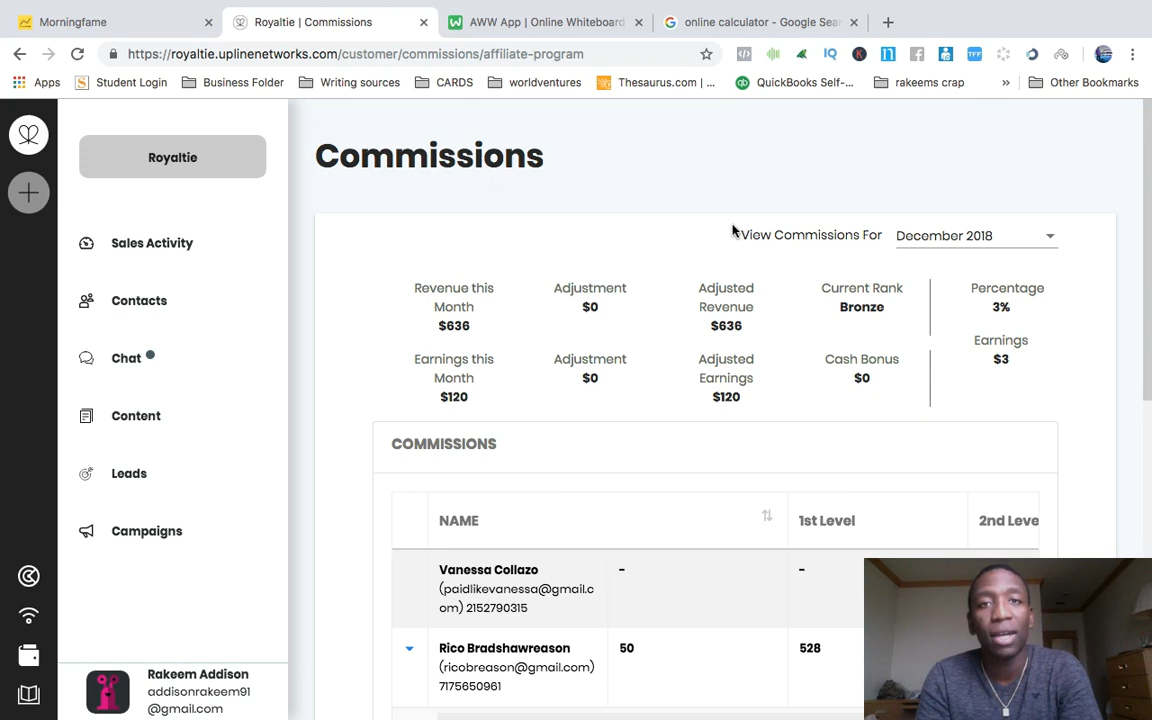 Morningfame
Royaltie | Commissions
AWW App | Online Whiteboard
online calculator - Google Sear
https://royaltie.uplinenetworks.com/customer/commissions/affiliate-program
Apps
Student Login
Business Folder
Writing sources
CARDS
worldventures
Thesaurus.com | ...
QuickBooks Self-...
rakeems crap
»
Other Bookmarks
Royaltie
Sales Activity
Contacts
Chat
Content
Leads
Campaigns
Rakeem Addison
addisonrakeem91
@gmail.com
Commissions
View Commissions For
December 2018
Revenue this
Month
$636
Adjustment
$0
Adjusted
Revenue
$636
Current Rank
Bronze
Percentage
3%
Earnings this
Month
$120
Adjustment
$0
Adjusted
Earnings
$120
Cash Bonus
$0
Earnings
$3
COMMISSIONS
NAME
1st Level
2nd Leve
Vanessa Collazo
(paidlikevanessa@gmail.c
om) 2152790315
-
-
Rico Bradshawreason
(ricobreason@gmail.com)
7175650961
50
528